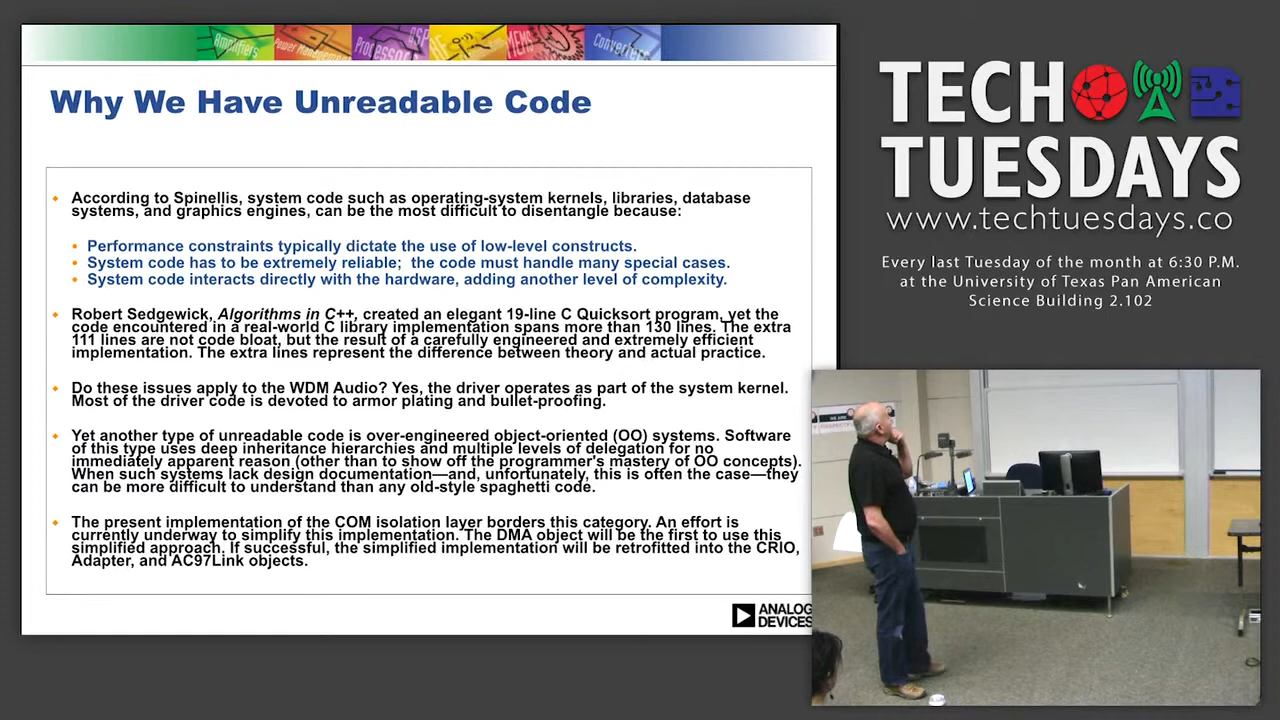 Amplifiers
Power Management
Processors
DSP
MEMS
Converters
Why We Have Unreadable Code
According to Spinellis, system code such as operating-system kernels, libraries, database
systems, and graphics engines, can be the most difficult to disentangle because:
Performance constraints typically dictate the use of low-level constructs.
System code has to be extremely reliable; the code must handle many special cases.
System code interacts directly with the hardware, adding another level of complexity.
Robert Sedgewick, Algorithms in C++, created an elegant 19-line C Quicksort program, yet the
code encountered in a real-world C library implementation spans more than 130 lines. The extra
111 lines are not code bloat, but the result of a carefully engineered and extremely efficient
implementation. The extra lines represent the difference between theory and actual practice.
Do these issues apply to the WDM Audio? Yes, the driver operates as part of the system kernel.
Most of the driver code is devoted to armor plating and bullet-proofing.
Yet another type of unreadable code is over-engineered object-oriented (OO) systems. Software
of this type uses deep inheritance hierarchies and multiple levels of delegation for no
immediately apparent reason (other than to show off the programmer's mastery of OO concepts).
When such systems lack design documentation—and, unfortunately, this is often the case—they
can be more difficult to understand than any old-style spaghetti code.
The present implementation of the COM isolation layer borders this category. An effort is
currently underway to simplify this implementation. The DMA object will be the first to use this
simplified approach. If successful, the simplified implementation will be retrofitted into the CRIO,
Adapter, and AC97Link objects.
ANALOG
DEVICES
TECH
TUESDAYS
www.techtuesdays.co
Every last Tuesday of the month at 6:30 P.M.
at the University of Texas Pan American
Science Building 2.102
WE ARE